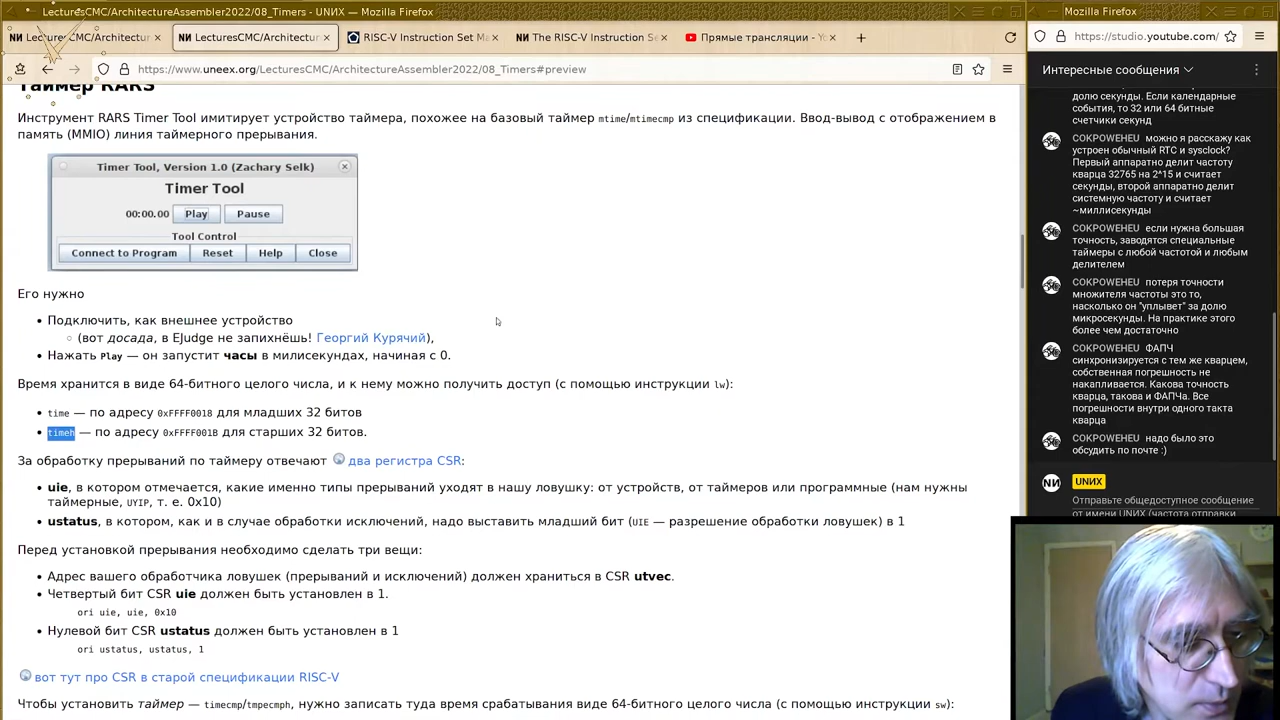 LecturesCMC/ArchitectureAssembler2022/08_Timers - UNИX — Mozilla Firefox
Mozilla Firefox
LecturesCMC/Architectur
LecturesCMC/Architectur
RISC-V Instruction Set Ma
The RISC-V Instruction Se
Прямые трансляции - Yo
https://www.uneex.org/LecturesCMC/ArchitectureAssembler2022/08_Timers#preview
https://studio.youtube.com/
Таймер RARS
Инструмент RARS Timer Tool имитирует устройство таймера, похожее на базовый таймер mtime/mtimecmp из спецификации. Ввод-вывод с отображением в
память (MMIO) линия таймерного прерывания.
Timer Tool, Version 1.0 (Zachary Selk)
Timer Tool
00:00.00 Play Pause
Tool Control
Connect to Program Reset Help Close
Его нужно
Подключить, как внешнее устройство
(вот досада, в EJudge не запихнёшь! Георгий Курячий),
Нажать Play — он запустит часы в милисекундах, начиная с 0.
Время хранится в виде 64-битного целого числа, и к нему можно получить доступ (с помощью инструкции lw):
time — по адресу 0xFFFF0018 для младших 32 битов
timeh — по адресу 0xFFFF001B для старших 32 битов.
За обработку прерываний по таймеру отвечают два регистра CSR:
uie, в котором отмечается, какие именно типы прерываний уходят в нашу ловушку: от устройств, от таймеров или программные (нам нужны
таймерные, UYIP, т. е. 0x10)
ustatus, в котором, как и в случае обработки исключений, надо выставить младший бит (UIE — разрешение обработки ловушек) в 1
Перед установкой прерывания необходимо сделать три вещи:
Адрес вашего обработчика ловушек (прерываний и исключений) должен храниться в CSR utvec.
Четвертый бит CSR uie должен быть установлен в 1.
ori uie, uie, 0x10
Нулевой бит CSR ustatus должен быть установлен в 1
ori ustatus, ustatus, 1
вот тут про CSR в старой спецификации RISC-V
Чтобы установить таймер — timecmp/tmpecmph, нужно записать туда время срабатывания виде 64-битного целого числа (с помощью инструкции sw):
Интересные сообщения
долю секунды. Если календарные
события, то 32 или 64 битные
счетчики секунд
COKPOWEHEU можно я расскажу как
устроен обычный RTC и sysclock?
Первый аппаратно делит частоту
кварца 32765 на 2^15 и считает
секунды, второй аппаратно делит
системную частоту и считает
~миллисекунды
COKPOWEHEU если нужна большая
точность, заводятся специальные
таймеры с любой частотой и любым
делителем
COKPOWEHEU потеря точности
множителя частоты это то,
насколько он "уплывет" за долю
микросекунды. На практике этого
более чем достаточно
COKPOWEHEU ФАПЧ
синхронизируется с тем же кварцем,
собственная погрешность не
накапливается. Какова точность
кварца, такова и ФАПЧа. Все
погрешности внутри одного такта
кварца
COKPOWEHEU надо было это
обсудить по почте :)
NИ UNИX
Отправьте общедоступное сообщение
от имени UNИX (частота отправки